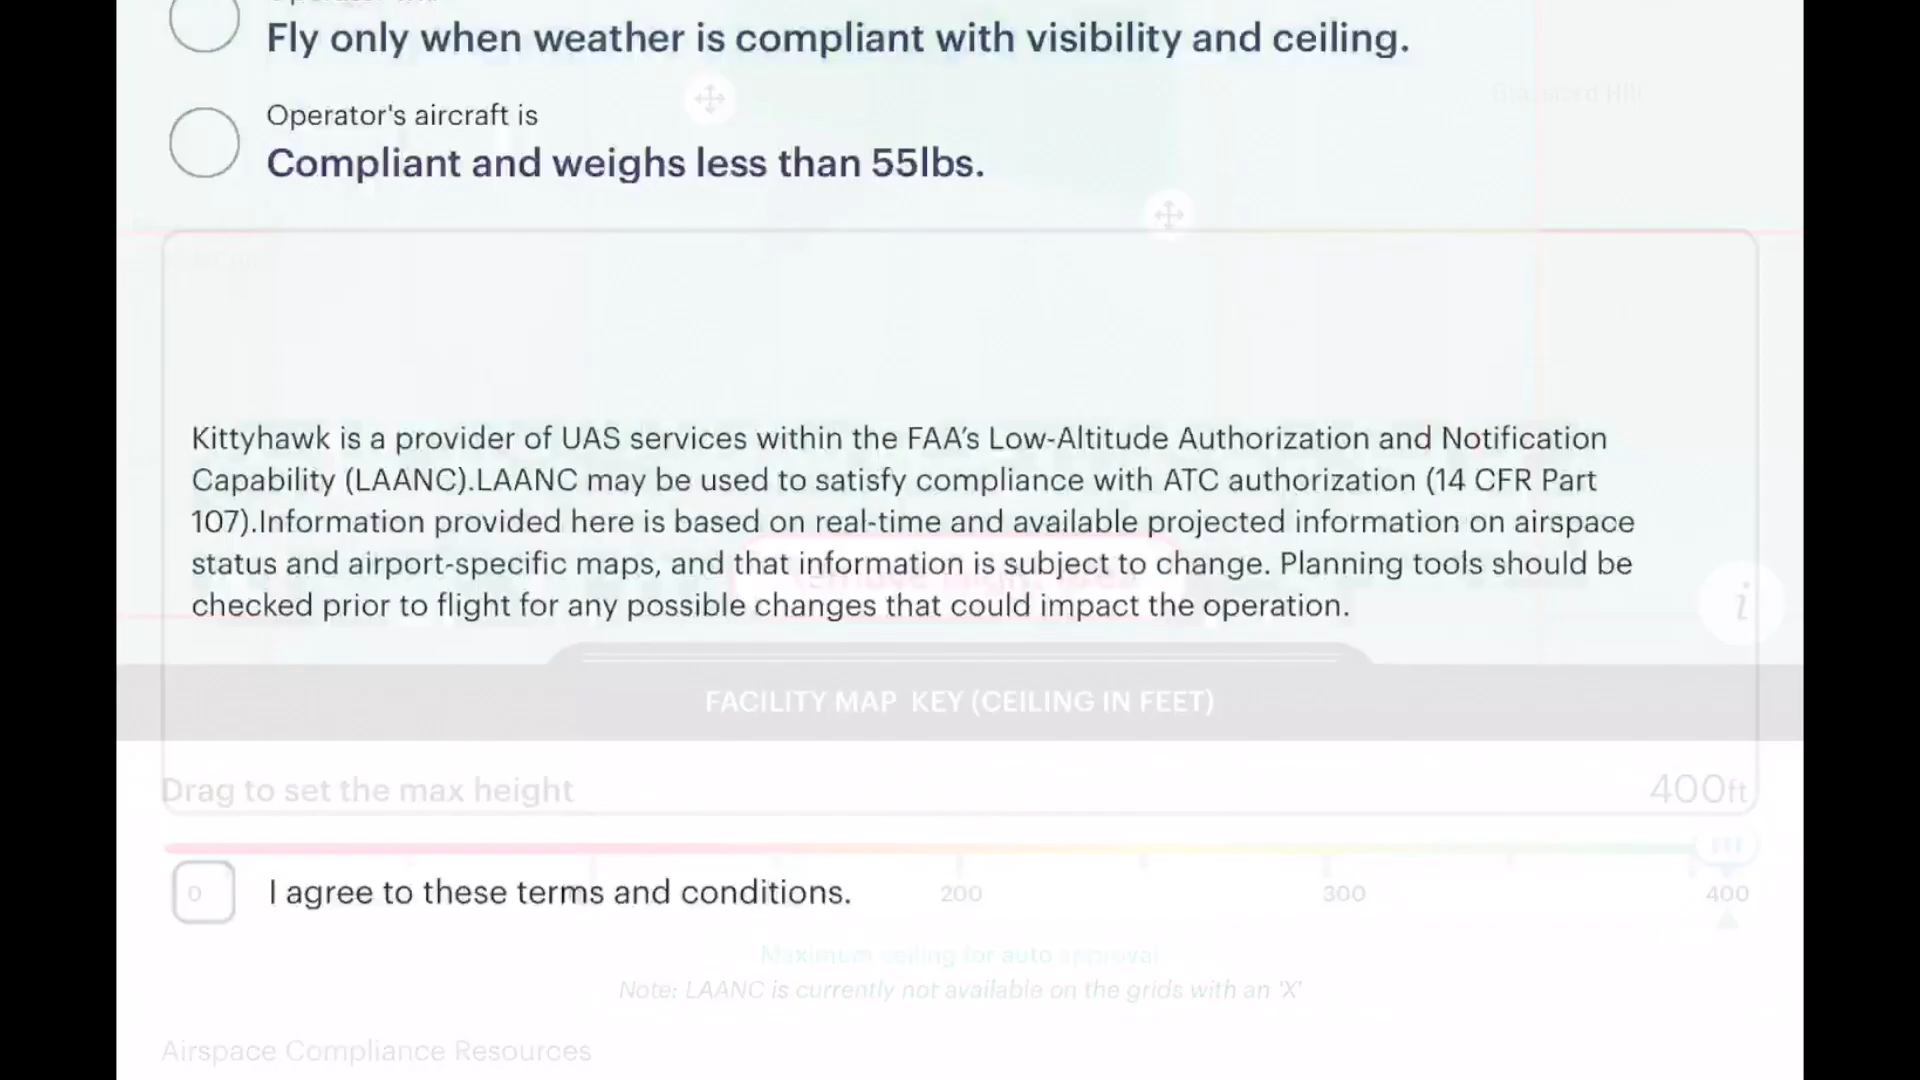 Fly only when weather is compliant with visibility and ceiling.
Operator's aircraft is
Compliant and weighs less than 55lbs.
Kittyhawk is a provider of UAS services within the FAA's Low-Altitude Authorization and Notification
Capability (LAANC).LAANC may be used to satisfy compliance with ATC authorization (14 CFR Part
107).Information provided here is based on real-time and available projected information on airspace
status and airport-specific maps, and that information is subject to change. Planning tools should be
checked prior to flight for any possible changes that could impact the operation.
i
FACILITY MAP KEY (CEILING IN FEET)
Drag to set the max height
400ft
0
I agree to these terms and conditions.
200
300
400
Maximum ceiling for auto approval
Note: LAANC is currently not available on the grids with an 'X'
Airspace Compliance Resources